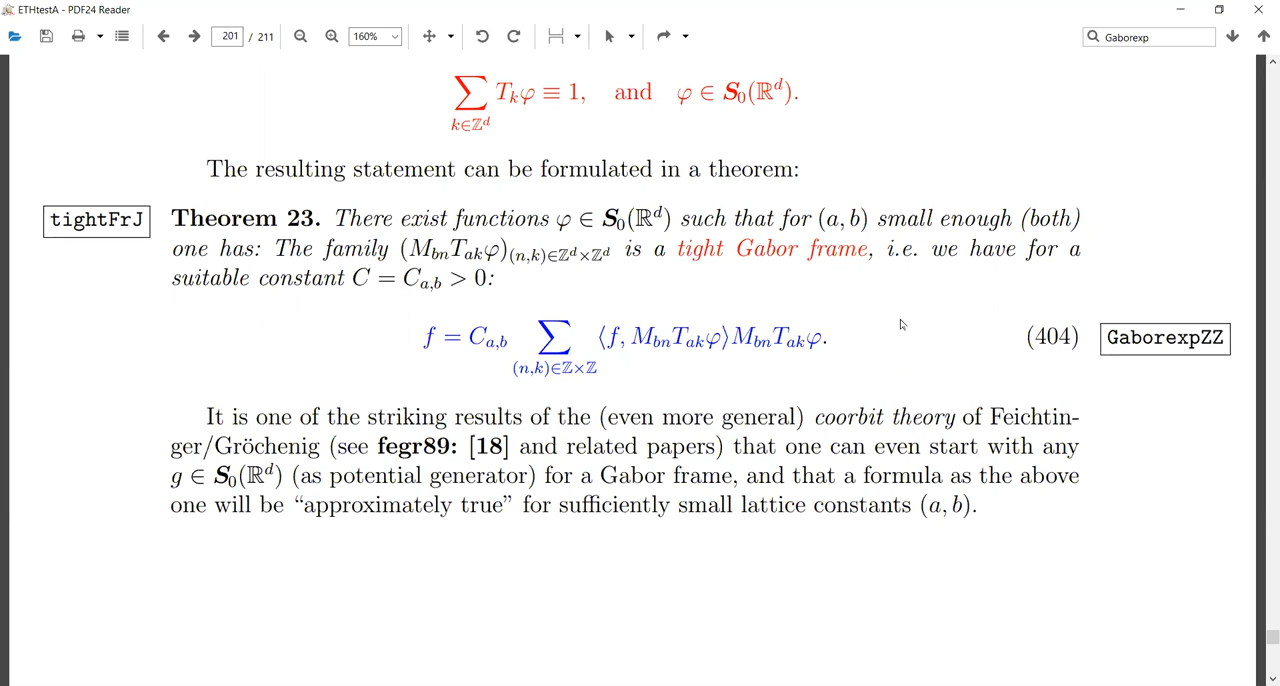 ETHtestA - PDF24 Reader
201 / 211 160% Gaborexp
∑ T_kφ ≡ 1, and φ ∈ S_0(ℝ^d).
k∈ℤ^d
The resulting statement can be formulated in a theorem:
tightFrJ Theorem 23. There exist functions φ ∈ S_0(ℝ^d) such that for (a, b) small enough (both)
one has: The family (M_{bn}T_{ak}φ)_{(n,k)∈ℤ^d×ℤ^d} is a tight Gabor frame, i.e. we have for a
suitable constant C = C_{a,b} > 0:
f = C_{a,b} ∑ ⟨f, M_{bn}T_{ak}φ⟩M_{bn}T_{ak}φ. (404) GaborexpZZ
(n,k)∈ℤ×ℤ
It is one of the striking results of the (even more general) coorbit theory of Feichtin-
ger/Gröchenig (see fegr89: [18] and related papers) that one can even start with any
g ∈ S_0(ℝ^d) (as potential generator) for a Gabor frame, and that a formula as the above
one will be “approximately true” for sufficiently small lattice constants (a, b).